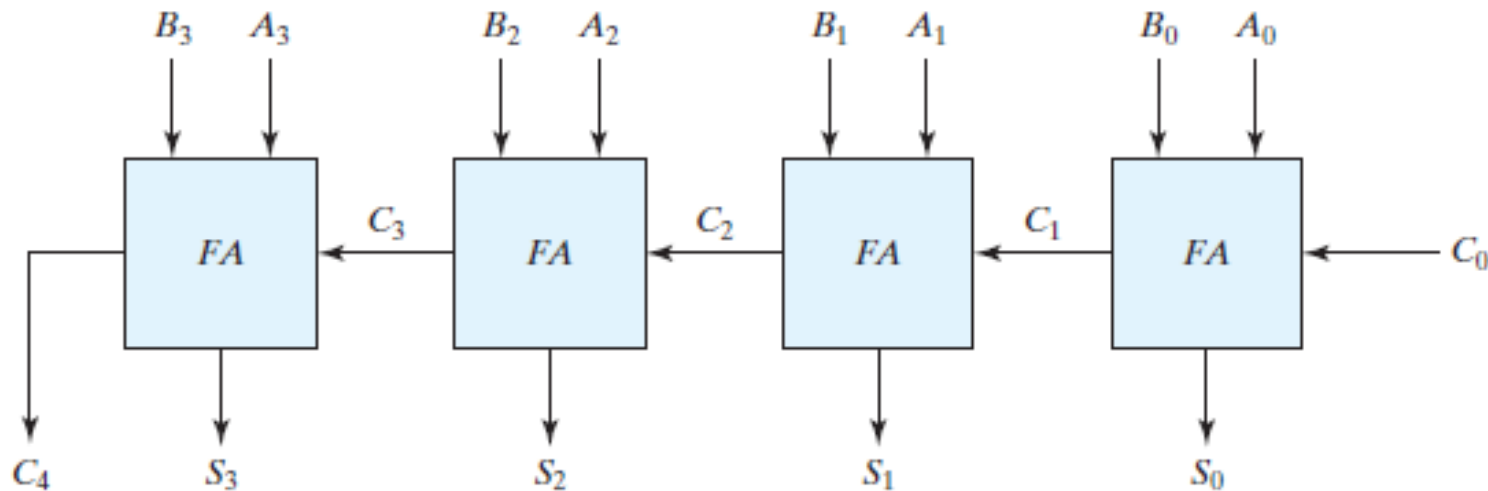 B₃ A₃ B₂ A₂ B₁ A₁ B₀ A₀
C₃ C₂ C₁
FA FA FA FA C₀
C₄ S₃ S₂ S₁ S₀